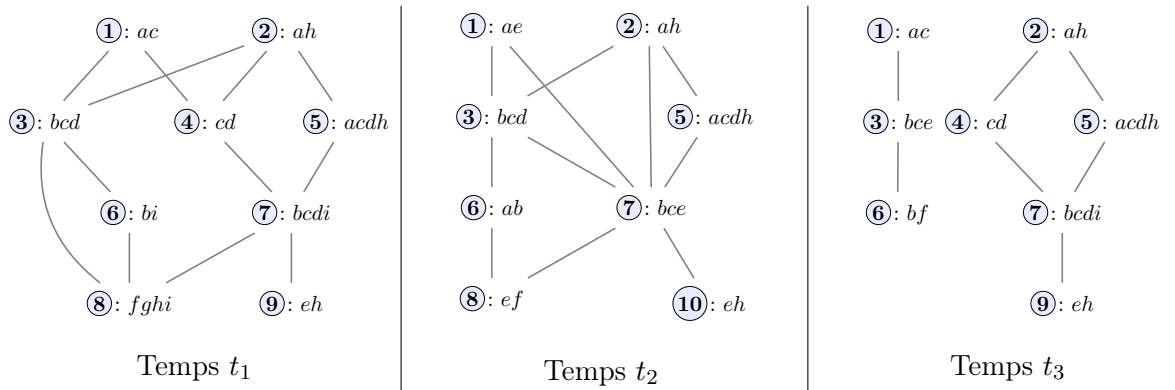 1 : ac 2 : ah
3 : bcd 4 : cd 5 : acdh
6 : bi 7 : bcdi
8 : fghi 9 : eh
Temps t1
1 : ae 2 : ah
3 : bcd 5 : acdh
6 : ab 7 : bce
8 : ef 10 : eh
Temps t2
1 : ac 2 : ah
3 : bce 4 : cd 5 : acdh
6 : bf 7 : bcdi
9 : eh
Temps t3